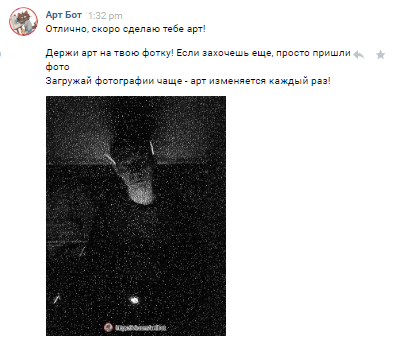 Арт Бот 1:32 pm
Отлично, скоро сделаю тебе арт!
Держи арт на твою фотку! Если захочешь еще, просто пришли
фото
Загружай фотографии чаще - арт изменяется каждый раз!